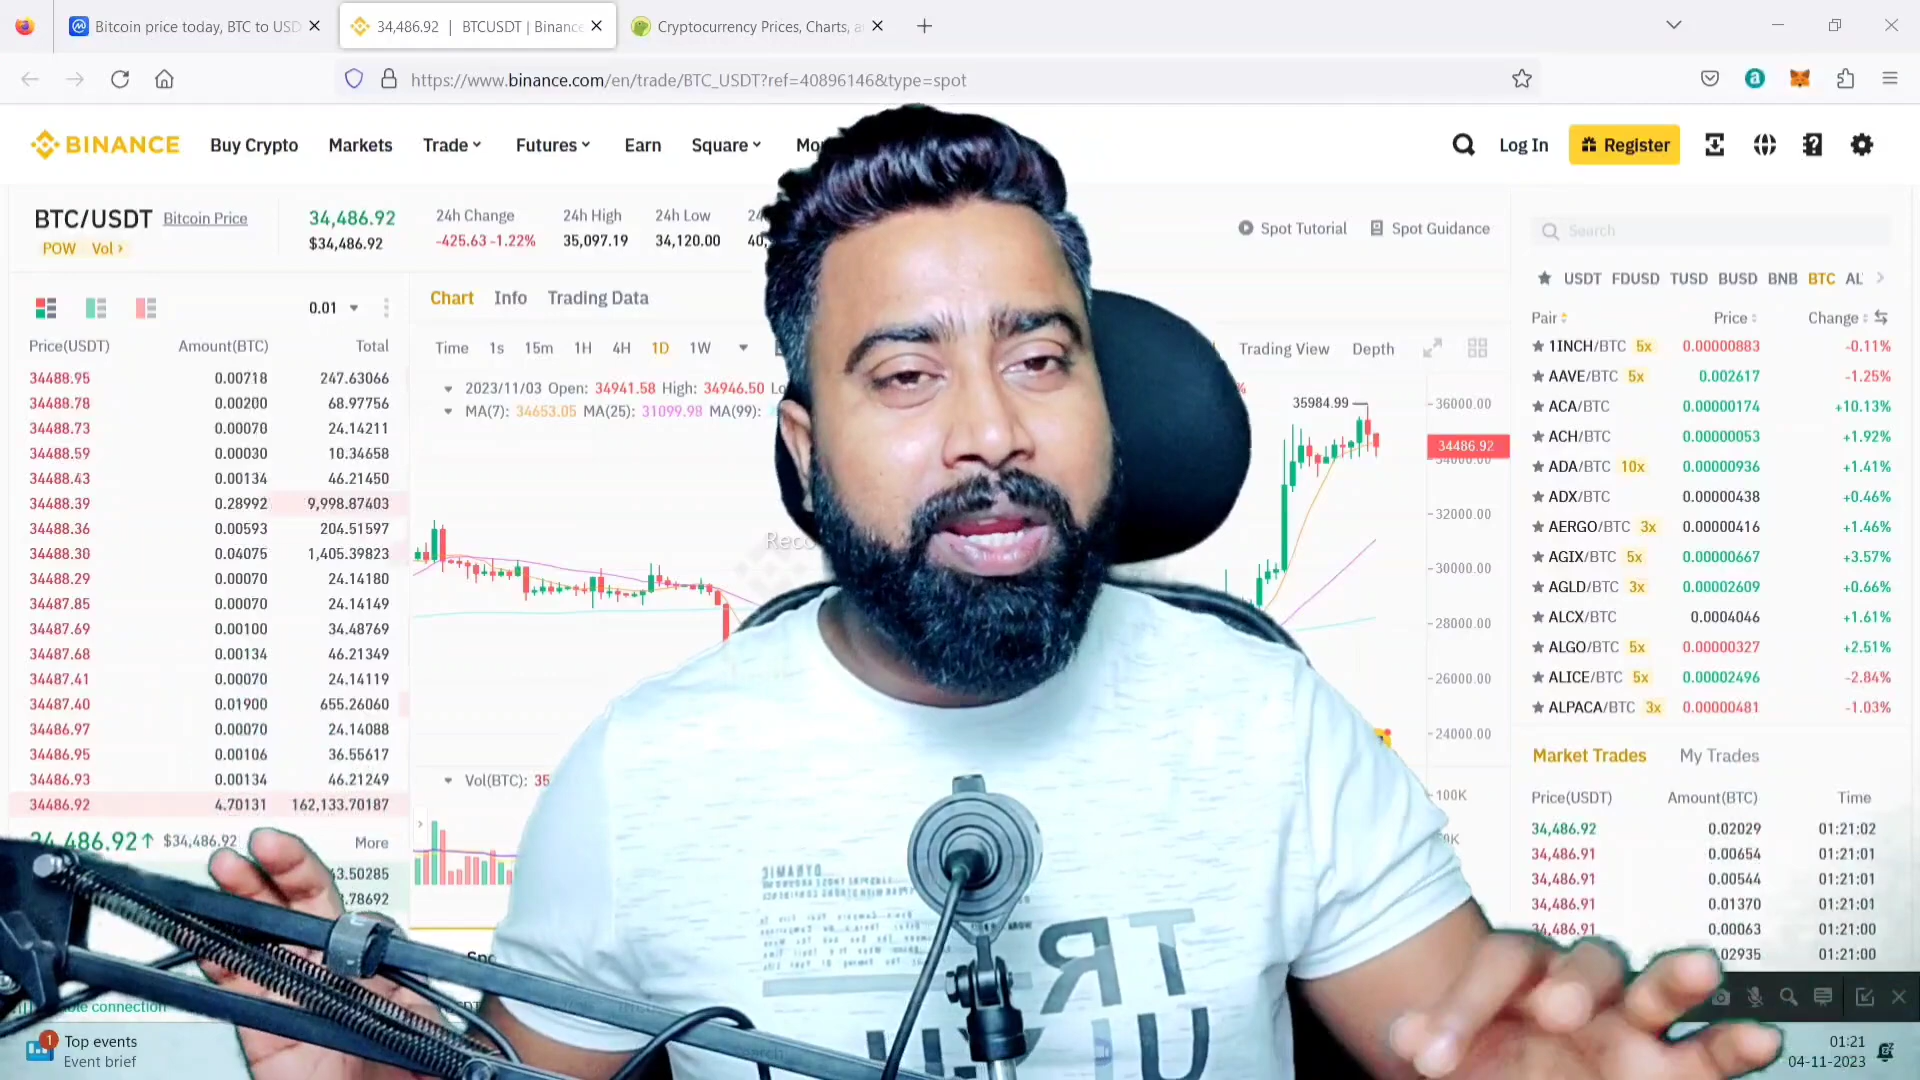 Bitcoin price today, BTC to USD
34,486.92 | BTCUSDT | Binance
Cryptocurrency Prices, Charts, a
https://www.binance.com/en/trade/BTC_USDT?ref=40896146&type=spot
BINANCE Buy Crypto Markets Trade Futures Earn Square Mo
Log In Register
BTC/USDT Bitcoin Price
POW Vol
34,486.92
$34,486.92
24h Change
-425.63 -1.22%
24h High
35,097.19
24h Low
34,120.00
24
40,
Spot Tutorial Spot Guidance
0.01
Price(USDT) Amount(BTC) Total
34488.95 0.00718 247.63066
34488.78 0.00200 68.97756
34488.73 0.00070 24.14211
34488.59 0.00030 10.34658
34488.43 0.00134 46.21450
34488.39 0.28992 9,998.87403
34488.36 0.00593 204.51597
34488.30 0.04075 1,405.39823
34488.29 0.00070 24.14180
34487.85 0.00070 24.14149
34487.69 0.00100 34.48769
34487.68 0.00134 46.21349
34487.41 0.00070 24.14119
34487.40 0.01900 655.26060
34486.97 0.00070 24.14088
34486.95 0.00106 36.55617
34486.93 0.00134 46.21249
34486.92 4.70131 162,133.70187
34,486.92↑ $34,486.92 More
43.50285
.78692
Chart Info Trading Data
Time 1s 15m 1H 4H 1D 1W
Trading View Depth
2023/11/03 Open: 34941.58 High: 34946.50 Lo
%
MA(7): 34653.05 MA(25): 31099.98 MA(99):
35984.99
36000.00
34486.92
34000.00
32000.00
30000.00
28000.00
26000.00
24000.00
Reco
Vol(BTC): 35
100K
Search
USDT FDUSD TUSD BUSD BNB BTC AL
Pair Price Change
1INCH/BTC 5x 0.00000883 -0.11%
AAVE/BTC 5x 0.002617 -1.25%
ACA/BTC 0.00000174 +10.13%
ACH/BTC 0.00000053 +1.92%
ADA/BTC 10x 0.00000936 +1.41%
ADX/BTC 0.00000438 +0.46%
AERGO/BTC 3x 0.00000416 +1.46%
AGIX/BTC 5x 0.00000667 +3.57%
AGLD/BTC 3x 0.00002609 +0.66%
ALCX/BTC 0.0004046 +1.61%
ALGO/BTC 5x 0.00000327 +2.51%
ALICE/BTC 5x 0.00002496 -2.84%
ALPACA/BTC 3x 0.00000481 -1.03%
Market Trades My Trades
Price(USDT) Amount(BTC) Time
34,486.92 0.02029 01:21:02
34,486.91 0.00654 01:21:01
34,486.91 0.00544 01:21:01
34,486.91 0.01370 01:21:01
34,486.91 0.00063 01:21:00
.02935 01:21:00
connection
1
Top events
Event brief
01:21
04-11-2023